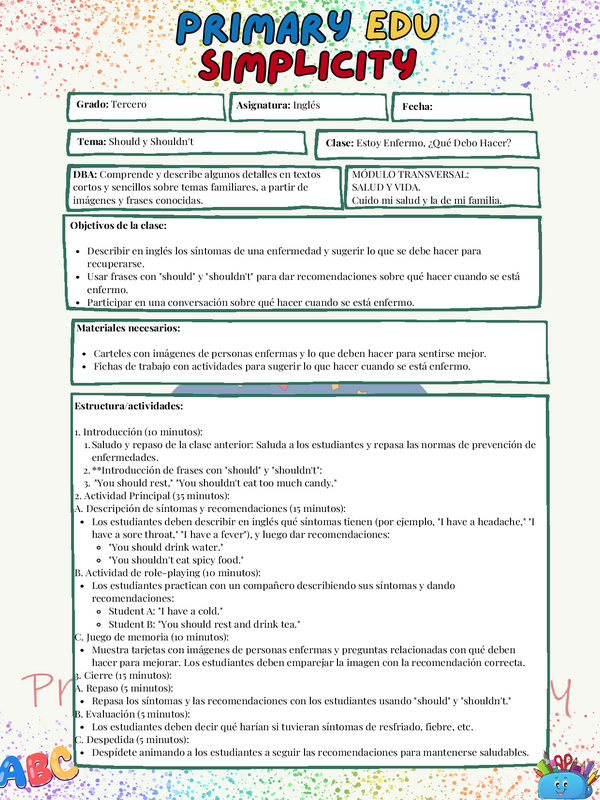 PRIMARY EDU
SIMPLICITY
Grado: Tercero
Asignatura: Inglés
Fecha:
Tema: Should y Shouldn't
Clase: Estoy Enfermo, ¿Qué Debo Hacer?
DBA: Comprende y describe algunos detalles en textos
cortos y sencillos sobre temas familiares, a partir de
imágenes y frases conocidas.
MÓDULO TRANSVERSAL:
SALUD Y VIDA.
Cuido mi salud y la de mi familia.
Objetivos de la clase:
• Describir en inglés los síntomas de una enfermedad y sugerir lo que se debe hacer para
recuperarse.
• Usar frases con "should" y "shouldn't" para dar recomendaciones sobre qué hacer cuando se está
enfermo.
• Participar en una conversación sobre qué hacer cuando se está enfermo.
Materiales necesarios:
• Carteles con imágenes de personas enfermas y lo que deben hacer para sentirse mejor.
• Fichas de trabajo con actividades para sugerir lo que hacer cuando se está enfermo.
Estructura/actividades:
1. Introducción (10 minutos):
1. Saludo y repaso de la clase anterior: Saluda a los estudiantes y repasa las normas de prevención de
enfermedades.
2. **Introducción de frases con "should" y "shouldn't":
3. "You should rest," "You shouldn't eat too much candy."
2. Actividad Principal (35 minutos):
A. Descripción de síntomas y recomendaciones (15 minutos):
• Los estudiantes deben describir en inglés qué síntomas tienen (por ejemplo, "I have a headache," "I
have a sore throat," "I have a fever"), y luego dar recomendaciones:
○ "You should drink water."
○ "You shouldn't eat spicy food."
B. Actividad de role-playing (10 minutos):
• Los estudiantes practican con un compañero describiendo sus síntomas y dando
recomendaciones:
○ Student A: "I have a cold."
○ Student B: "You should rest and drink tea."
C. Juego de memoria (10 minutos):
• Muestra tarjetas con imágenes de personas enfermas y preguntas relacionadas con qué deben
hacer para mejorar. Los estudiantes deben emparejar la imagen con la recomendación correcta.
3. Cierre (15 minutos):
A. Repaso (5 minutos):
• Repasa los síntomas y las recomendaciones con los estudiantes usando "should" y "shouldn't."
B. Evaluación (5 minutos):
• Los estudiantes deben decir qué harían si tuvieran síntomas de resfriado, fiebre, etc.
C. Despedida (5 minutos):
• Despídete animando a los estudiantes a seguir las recomendaciones para mantenerse saludables.
ABC